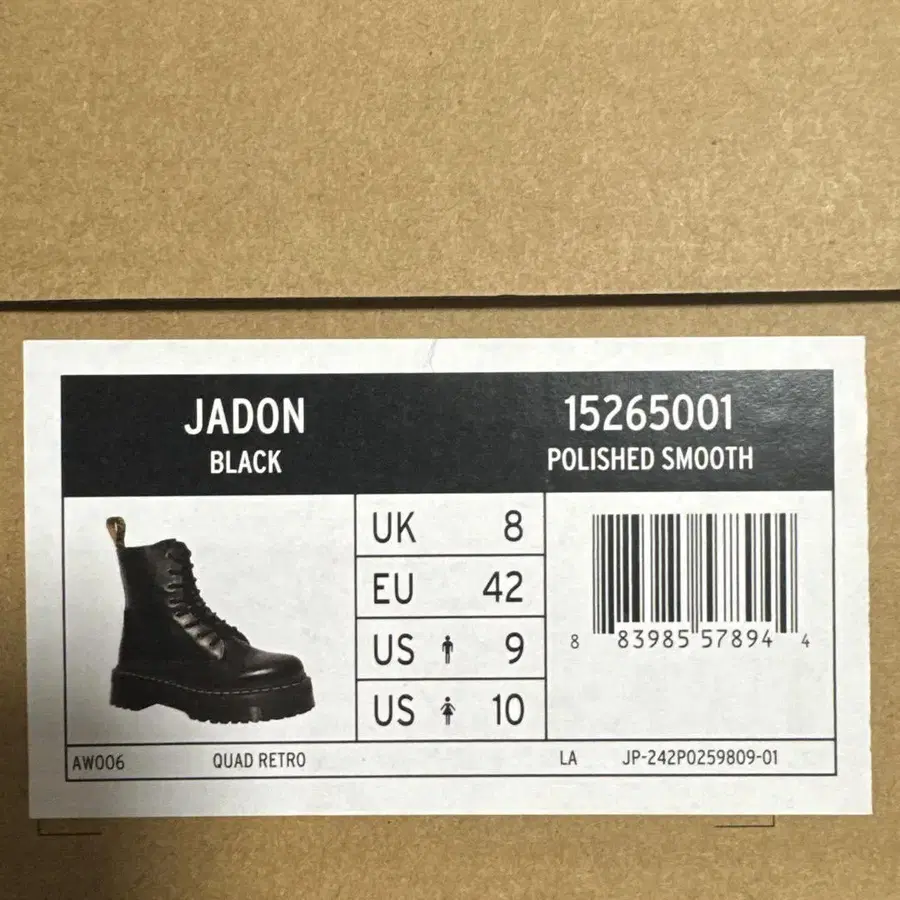 JADON
BLACK
15265001
POLISHED SMOOTH
UK 8
EU 42
US 9
US 10
8 83985 57894 4
AW006 QUAD RETRO LA JP-242P0259809-01